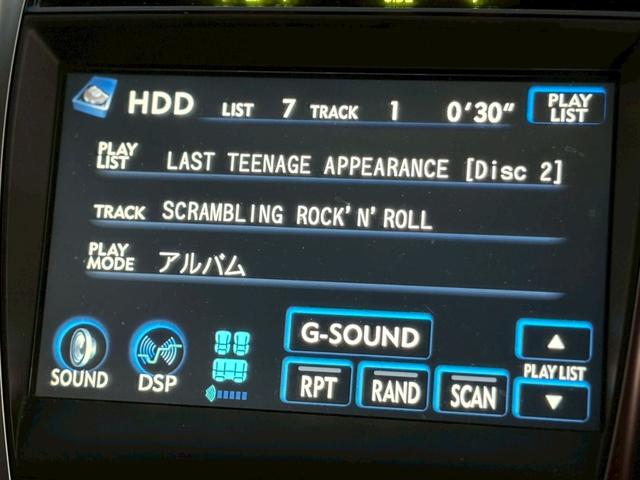 HDD LIST 7 TRACK 1 0'30" PLAY LIST
PLAY LIST LAST TEENAGE APPEARANCE [Disc 2]
TRACK SCRAMBLING ROCK'N'ROLL
PLAY MODE アルバム
G-SOUND
SOUND DSP RPT RAND SCAN PLAY LIST